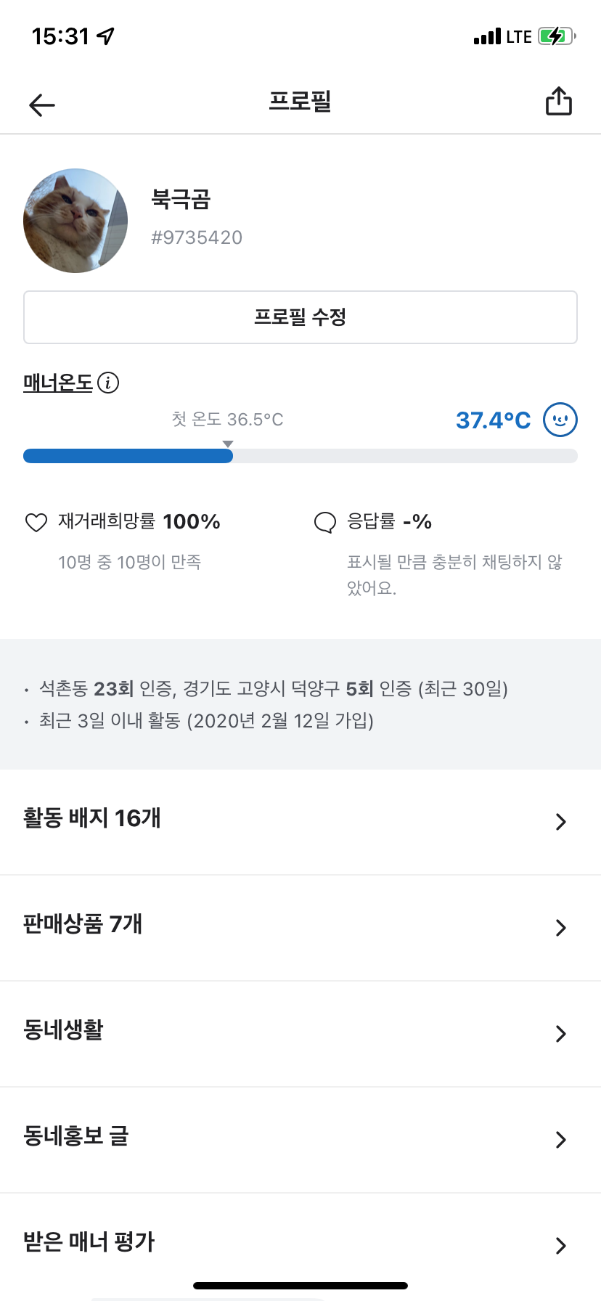 15:31 LTE
프로필
북극곰
#9735420
프로필 수정
매너온도
첫 온도 36.5°C 37.4°C
재거래희망률 100% 응답률 -%
10명 중 10명이 만족 표시될 만큼 충분히 채팅하지 않
았어요.
• 석촌동 23회 인증, 경기도 고양시 덕양구 5회 인증 (최근 30일)
• 최근 3일 이내 활동 (2020년 2월 12일 가입)
활동 배지 16개
판매상품 7개
동네생활
동네홍보 글
받은 매너 평가